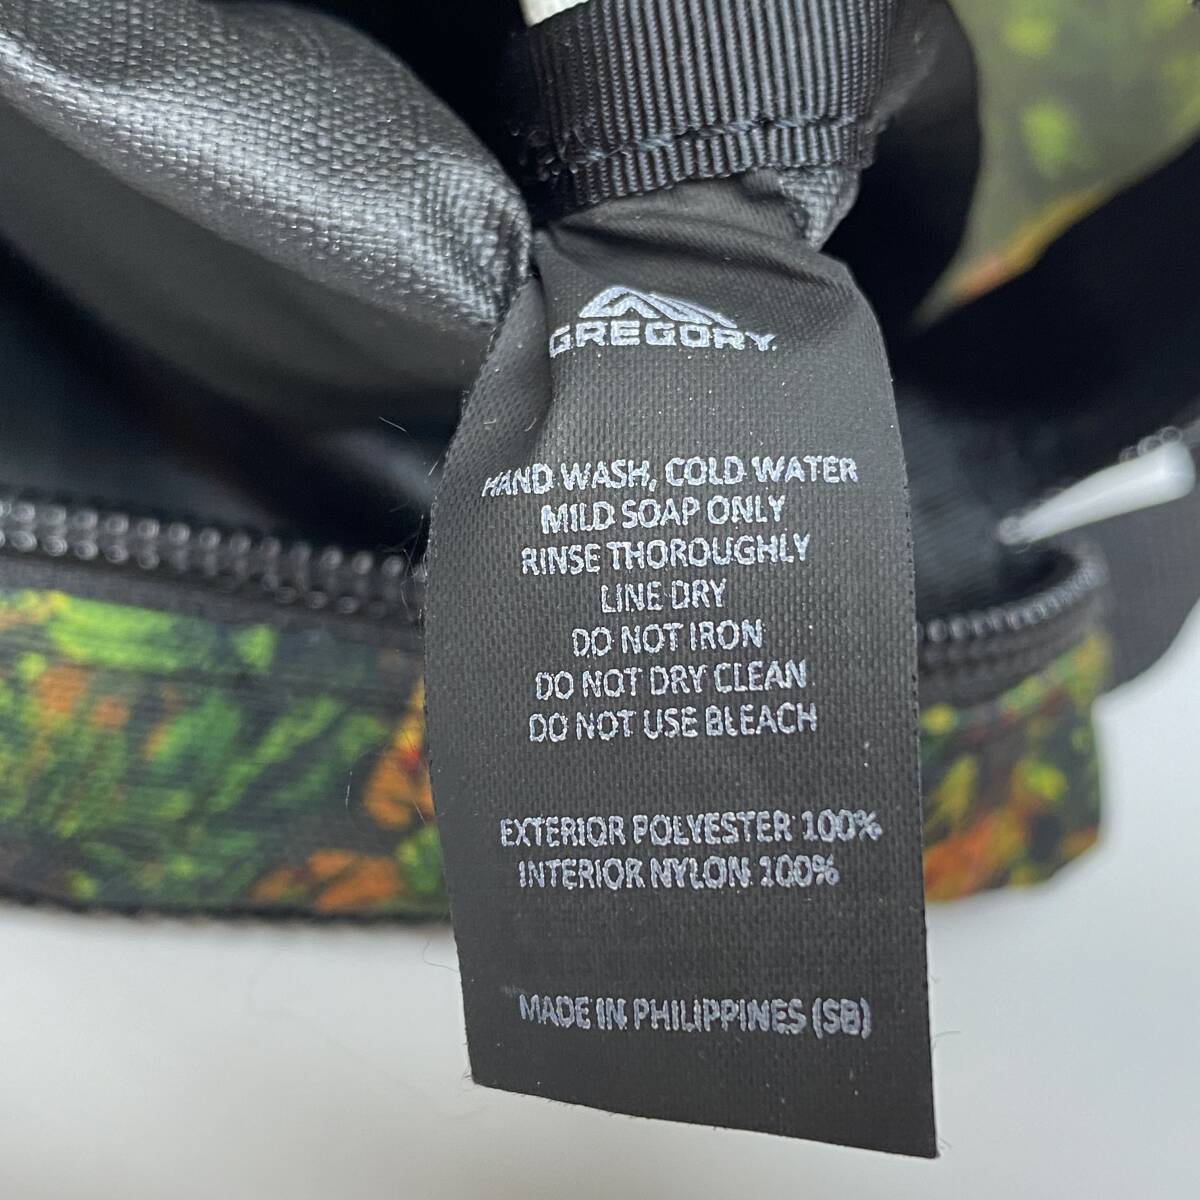 GREGORY.
HAND WASH, COLD WATER
MILD SOAP ONLY
RINSE THOROUGHLY
LINE DRY
DO NOT IRON
DO NOT DRY CLEAN
DO NOT USE BLEACH
EXTERIOR POLYESTER 100%
INTERIOR NYLON 100%
MADE IN PHILIPPINES (SB)